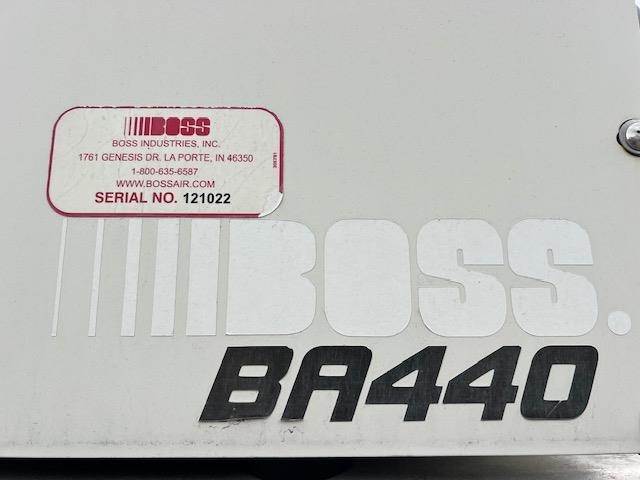 BOSS
BOSS INDUSTRIES, INC.
1761 GENESIS DR. LA PORTE, IN 46350
1-800-635-6587
WWW.BOSSAIR.COM
SERIAL NO. 121022
BOSS.
BA440